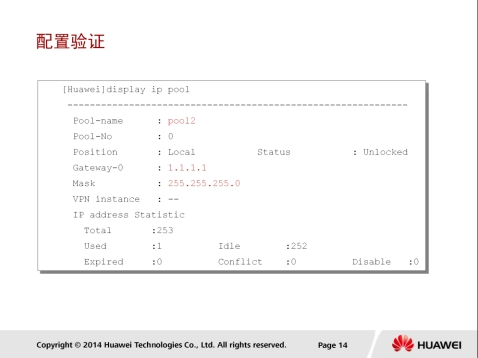 配置验证
[Huawei]display ip pool
-------------------------------------------------------------
Pool-name : pool2
Pool-No : 0
Position : Local Status : Unlocked
Gateway-0 : 1.1.1.1
Mask : 255.255.255.0
VPN instance : --
IP address Statistic
Total :253
Used :1 Idle :252
Expired :0 Conflict :0 Disable :0
Copyright © 2014 Huawei Technologies Co., Ltd. All rights reserved. Page 14 HUAWEI